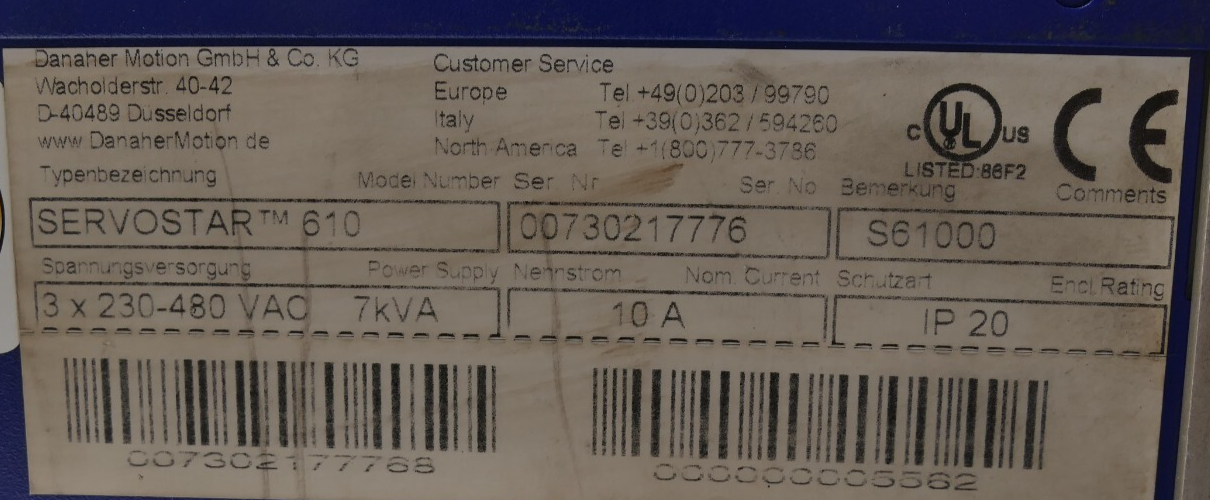 Danaher Motion GmbH & Co. KG
Wacholderstr. 40-42
D-40489 Düsseldorf
www DanaherMotion de
Customer Service
Europe Tel +49(0)203 / 99790
Italy Tel +39(0)362 / 594260
North America Tel +1(800)777-3786
c UL US
LISTED 86F2
CE
Typenbezeichnung Model Number Ser. Nr Ser. No Bemerkung Comments
SERVOSTAR™ 610 00730217776 S61000
Spannungsversorgung Power Supply Nennstrom Nom. Current Schutzart Encl.Rating
3 x 230-480 VAC 7kVA 10 A IP 20
007302177768 000000005562